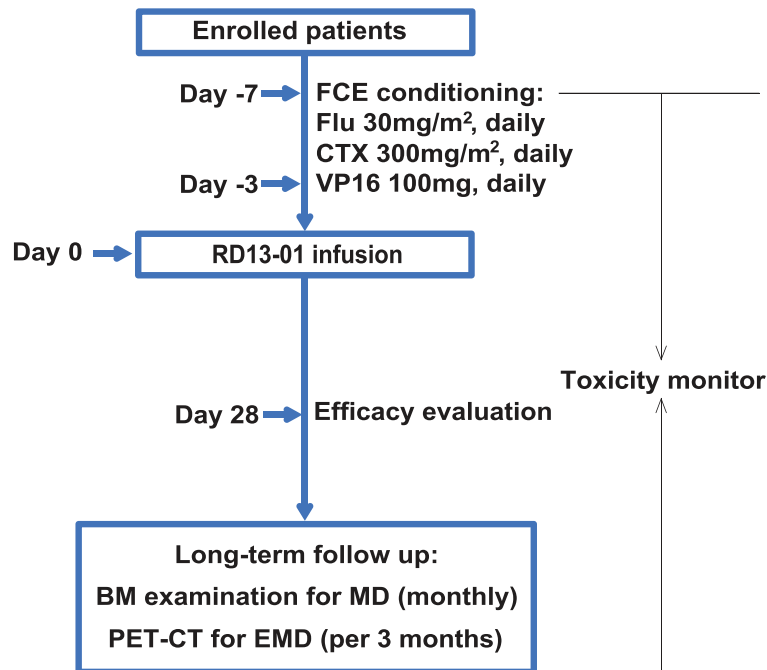 Enrolled patients
Day -7
FCE conditioning:
Flu 30mg/m², daily
CTX 300mg/m², daily
Day -3
VP16 100mg, daily
Day 0
RD13-01 infusion
Toxicity monitor
Day 28
Efficacy evaluation
Long-term follow up:
BM examination for MD (monthly)
PET-CT for EMD (per 3 months)